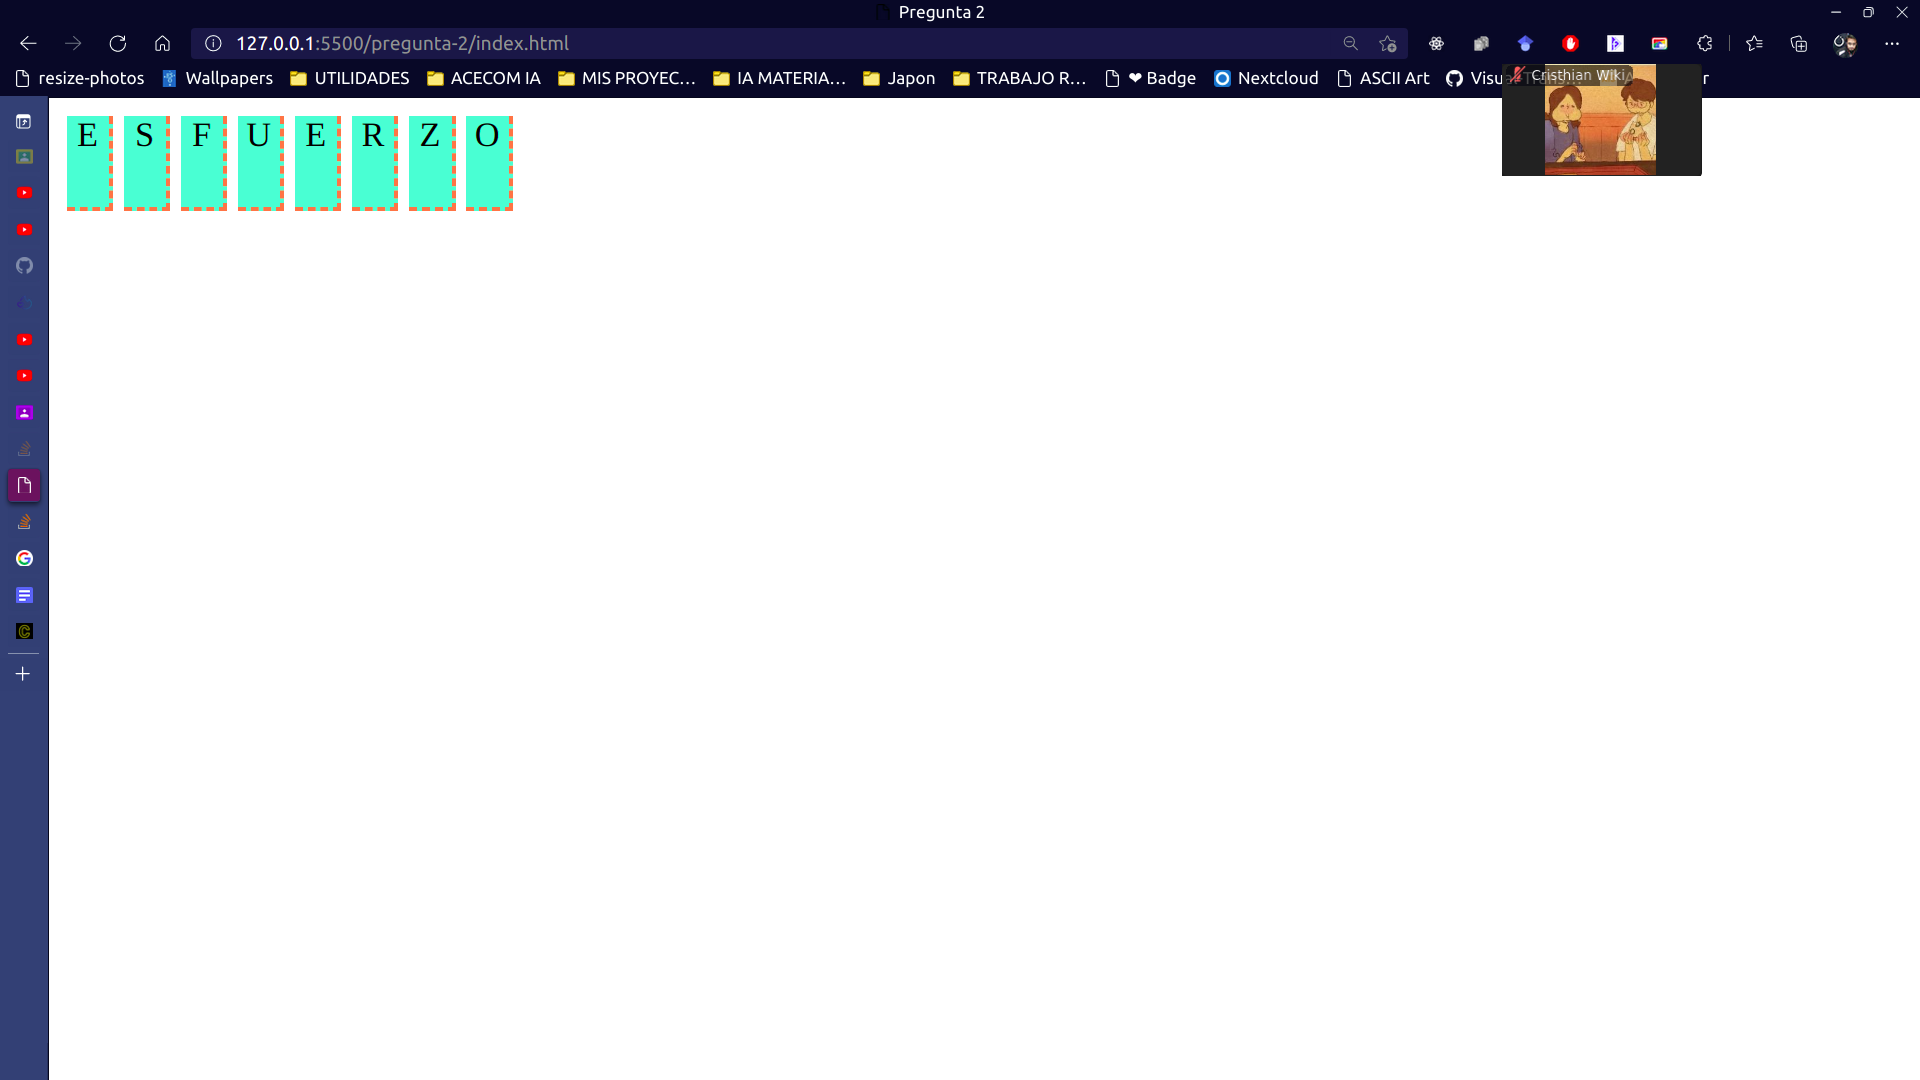 Pregunta 2
127.0.0.1:5500/pregunta-2/index.html
resize-photos Wallpapers UTILIDADES ACECOM IA MIS PROYEC... IA MATERIA... Japon TRABAJO R... ❤ Badge Nextcloud ASCII Art
Cristhian Wiki
E S F U E R Z O